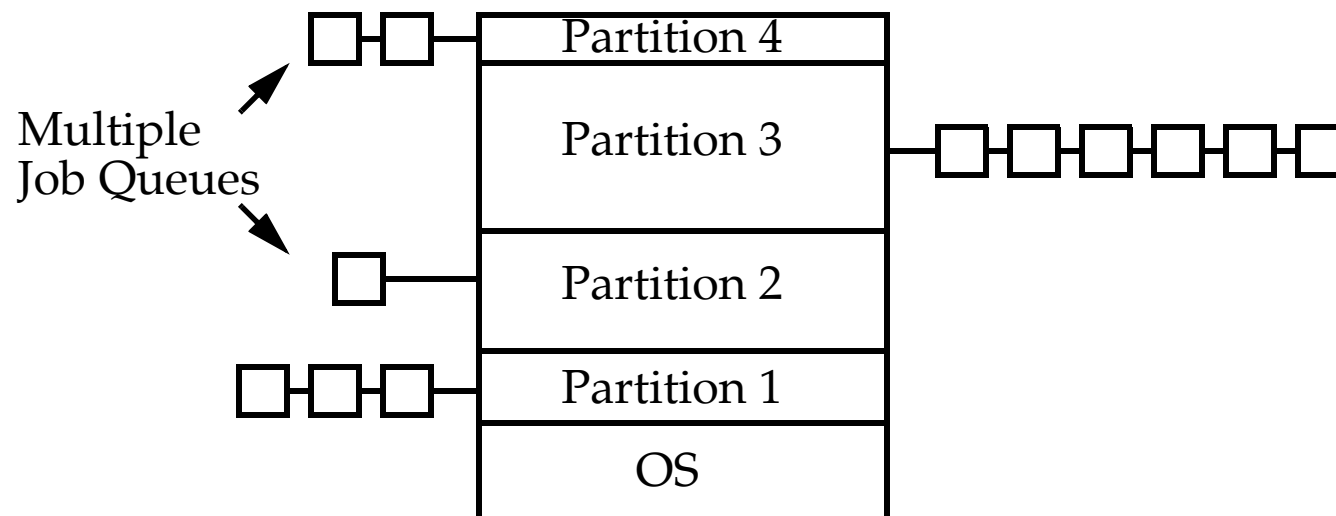 Partition 4
Multiple
Job Queues
Partition 3
Partition 2
Partition 1
OS